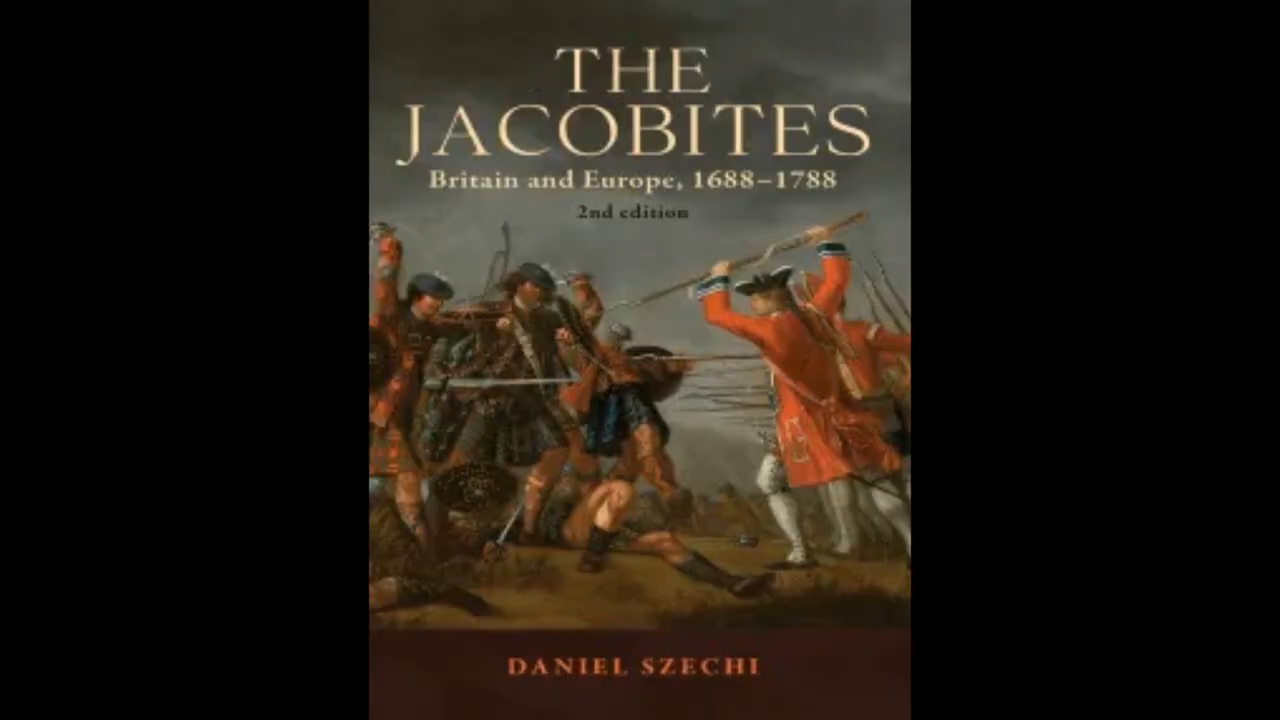 THE
JACOBITES
Britain and Europe, 1688–1788
2nd edition
DANIEL SZECHI